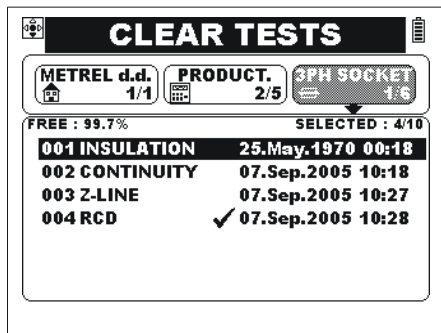 CLEAR TESTS
METREL d.d. PRODUCT. 3PH SOCKET
1/1 2/5 1/6
FREE : 99.7% SELECTED : 4/10
001 INSULATION 25.May.1970 00:18
002 CONTINUITY 07.Sep.2005 10:18
003 Z-LINE 07.Sep.2005 10:27
004 RCD ✓ 07.Sep.2005 10:28